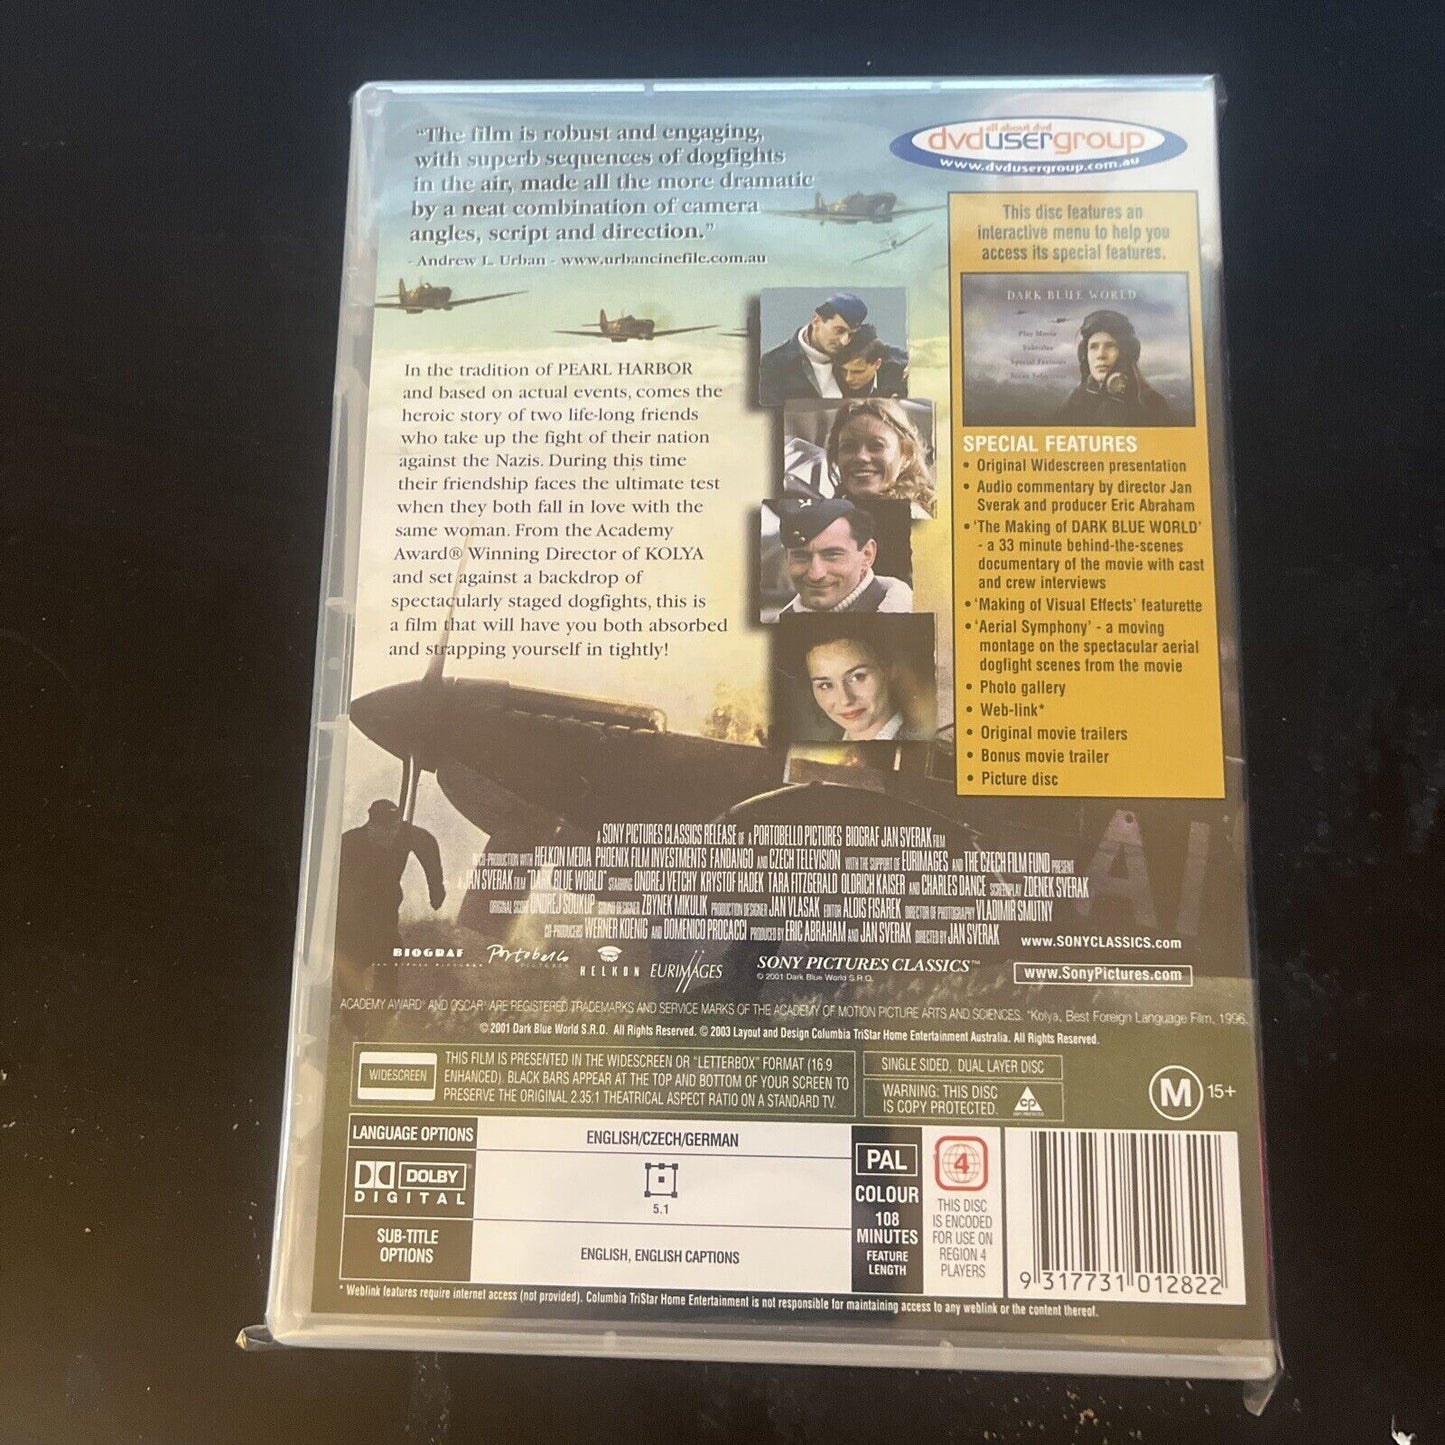 "The film is robust and engaging,
with superb sequences of dogfights
in the air, made all the more dramatic
by a neat combination of camera
angles, script and direction."
- Andrew L. Urban - www.urbancinefile.com.au
all about dvd
dvdusergroup
www.dvdusergroup.com.au
This disc features an
interactive menu to help you
access its special features.
DARK BLUE WORLD
Play Movie
Subtitles
Special Features
Scene Selections
In the tradition of PEARL HARBOR
and based on actual events, comes the
heroic story of two life-long friends
who take up the fight of their nation
against the Nazis. During this time
their friendship faces the ultimate test
when they both fall in love with the
same woman. From the Academy
Award® Winning Director of KOLYA
and set against a backdrop of
spectacularly staged dogfights, this is
a film that will have you both absorbed
and strapping yourself in tightly!
SPECIAL FEATURES
• Original Widescreen presentation
• Audio commentary by director Jan
Sverak and producer Eric Abraham
• 'The Making of DARK BLUE WORLD'
- a 33 minute behind-the-scenes
documentary of the movie with cast
and crew interviews
• 'Making of Visual Effects' featurette
• 'Aerial Symphony' - a moving
montage on the spectacular aerial
dogfight scenes from the movie
• Photo gallery
• Web-link*
• Original movie trailers
• Bonus movie trailer
• Picture disc
AI
A SONY PICTURES CLASSICS RELEASE OF A PORTOBELLO PICTURES BIOGRAF JAN SVERAK FILM
IN CO-PRODUCTION WITH HELKON MEDIA PHOENIX FILM INVESTMENTS FANDANGO AND CZECH TELEVISION WITH THE SUPPORT OF EURIMAGES AND THE CZECH FILM FUND PRESENT
A JAN SVERAK FILM "DARK BLUE WORLD" STARRING ONDREJ VETCHY KRYSTOF HADEK TARA FITZGERALD OLDRICH KAISER AND CHARLES DANCE SCREENPLAY ZDENEK SVERAK
ORIGINAL SCORE ONDREJ SOUKUP SOUND DESIGNER ZBYNEK MIKULIK PRODUCTION DESIGNER JAN VLASAK EDITOR ALOIS FISAREK DIRECTOR OF PHOTOGRAPHY VLADIMIR SMUTNY
CO-PRODUCERS WERNER KOENIG AND DOMENICO PROCACCI PRODUCED BY ERIC ABRAHAM AND JAN SVERAK DIRECTED BY JAN SVERAK
www.SONYCLASSICS.com
BIOGRAF
JAN SVERAK PICTURES
Portobello
PICTURES
HELKON
EURIMAGES
SONY PICTURES CLASSICS™
© 2001 Dark Blue World S.R.O.
www.SonyPictures.com
ACADEMY AWARD® AND OSCAR® ARE REGISTERED TRADEMARKS AND SERVICE MARKS OF THE ACADEMY OF MOTION PICTURE ARTS AND SCIENCES. *Kolya, Best Foreign Language Film, 1996.
© 2001 Dark Blue World S.R.O. All Rights Reserved. © 2003 Layout and Design Columbia TriStar Home Entertainment Australia. All Rights Reserved.
WIDESCREEN
THIS FILM IS PRESENTED IN THE WIDESCREEN OR "LETTERBOX" FORMAT (16:9
ENHANCED). BLACK BARS APPEAR AT THE TOP AND BOTTOM OF YOUR SCREEN TO
PRESERVE THE ORIGINAL 2.35:1 THEATRICAL ASPECT RATIO ON A STANDARD TV.
SINGLE SIDED, DUAL LAYER DISC
WARNING: THIS DISC
IS COPY PROTECTED.
CP
COPY PROTECTED
M 15+
LANGUAGE OPTIONS
ENGLISH/CZECH/GERMAN
DOLBY
DIGITAL
5.1
SUB-TITLE
OPTIONS
ENGLISH, ENGLISH CAPTIONS
PAL
COLOUR
108
MINUTES
FEATURE
LENGTH
4
THIS DISC
IS ENCODED
FOR USE ON
REGION 4
PLAYERS
9 317731 012822
* Weblink features require internet access (not provided). Columbia TriStar Home Entertainment is not responsible for maintaining access to any weblink or the content thereof.